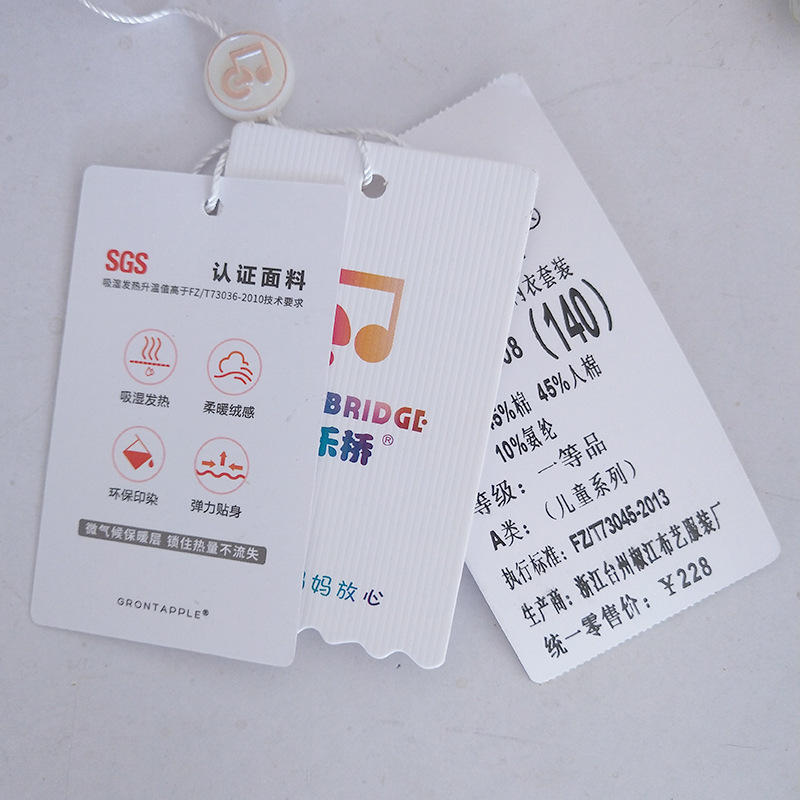 SGS
认证面料
吸湿发热升温值高于FZ/T73036-2010技术要求
吸湿发热
柔暖绒感
环保印染
弹力贴身
微气候保暖层 锁住热量不流失
GRONTAPPLE®
BRIDGE
乐桥®
妈放心
内衣套装
08(140)
5%棉 45%人棉
10%氨纶
等级：一等品
A类：（儿童系列）
执行标准：FZ/T73045-2013
生产商：浙江台州椒江布艺服装厂
统一零售价：￥228